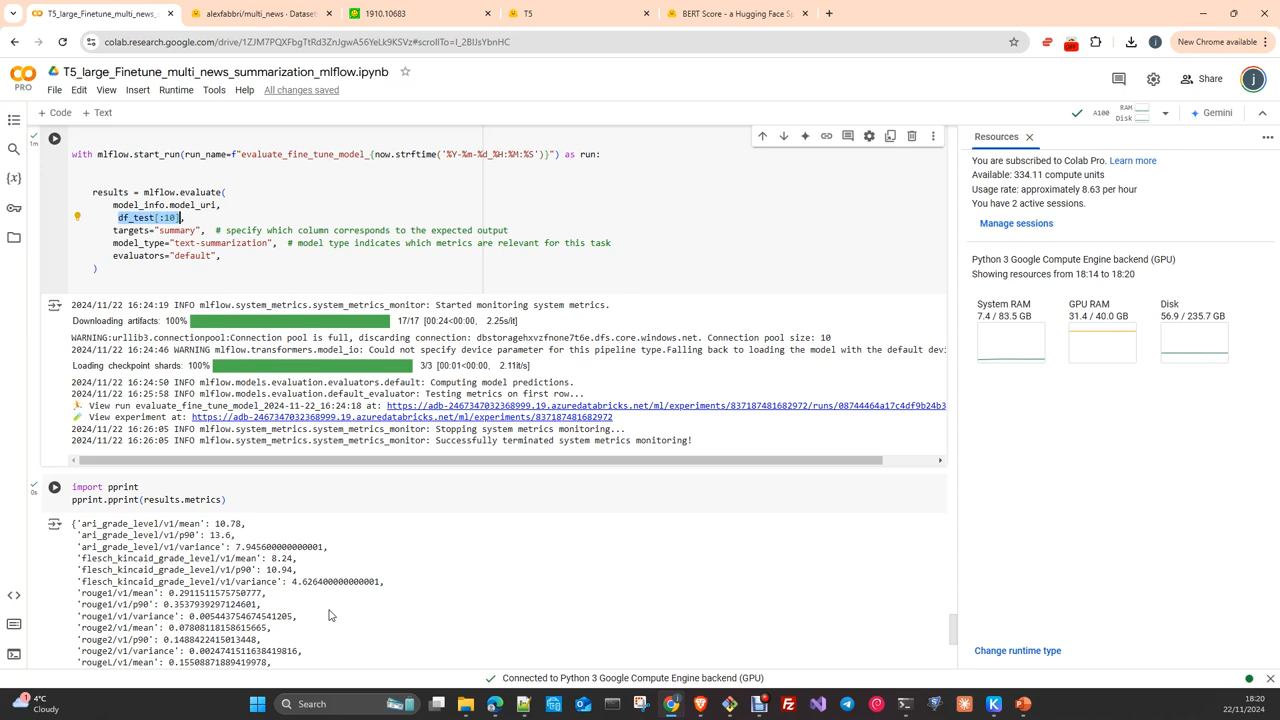 T5_large_Finetune_multi_news_s
alexfabbri/multi_news · Dataset
1910.10683
T5
BERT Score - a Hugging Face Sp
colab.research.google.com/drive/1ZJM7PQXFbgTtRd3ZnJgwA56YeLk9KSVz#scrollTo=I_2BIJsYbnHC
OFF
New Chrome available
CO
PRO
T5_large_Finetune_multi_news_summarization_mlflow.ipynb
File Edit View Insert Runtime Tools Help All changes saved
Share
j
+ Code + Text
A100 RAM Disk
Gemini
1m
with mlflow.start_run(run_name=f"evaluate_fine_tune_model_{now.strftime('%Y-%m-%d_%H:%M:%S')}") as run:
results = mlflow.evaluate(
model_info.model_uri,
df_test[:10],
targets="summary", # specify which column corresponds to the expected output
model_type="text-summarization", # model type indicates which metrics are relevant for this task
evaluators="default",
)
2024/11/22 16:24:19 INFO mlflow.system_metrics.system_metrics_monitor: Started monitoring system metrics.
Downloading artifacts: 100% 17/17 [00:24<00:00, 2.25s/it]
WARNING:urllib3.connectionpool:Connection pool is full, discarding connection: dbstoragehxvzfnone7t6e.dfs.core.windows.net. Connection pool size: 10
2024/11/22 16:24:46 WARNING mlflow.transformers.model_io: Could not specify device parameter for this pipeline type.Falling back to loading the model with the default devi
Loading checkpoint shards: 100% 3/3 [00:01<00:00, 2.11it/s]
2024/11/22 16:24:50 INFO mlflow.models.evaluation.evaluators.default: Computing model predictions.
2024/11/22 16:25:58 INFO mlflow.models.evaluation.default_evaluator: Testing metrics on first row...
View run evaluate_fine_tune_model_2024-11-22_16:24:18 at: https://adb-2467347032368999.19.azuredatabricks.net/ml/experiments/837187481682972/runs/08744464a17c4df9b24b3
View experiment at: https://adb-2467347032368999.19.azuredatabricks.net/ml/experiments/837187481682972
2024/11/22 16:26:05 INFO mlflow.system_metrics.system_metrics_monitor: Stopping system metrics monitoring...
2024/11/22 16:26:05 INFO mlflow.system_metrics.system_metrics_monitor: Successfully terminated system metrics monitoring!
0s
import pprint
pprint.pprint(results.metrics)
{'ari_grade_level/v1/mean': 10.78,
'ari_grade_level/v1/p90': 13.6,
'ari_grade_level/v1/variance': 7.945600000000001,
'flesch_kincaid_grade_level/v1/mean': 8.24,
'flesch_kincaid_grade_level/v1/p90': 10.94,
'flesch_kincaid_grade_level/v1/variance': 4.626400000000001,
'rouge1/v1/mean': 0.2911511575750777,
'rouge1/v1/p90': 0.3537939297124601,
'rouge1/v1/variance': 0.005443754674541205,
'rouge2/v1/mean': 0.07808118158615665,
'rouge2/v1/p90': 0.1488422415013448,
'rouge2/v1/variance': 0.0024741511638419816,
'rougeL/v1/mean': 0.15508871889419978,
Resources
You are subscribed to Colab Pro. Learn more
Available: 334.11 compute units
Usage rate: approximately 8.63 per hour
You have 2 active sessions.
Manage sessions
Python 3 Google Compute Engine backend (GPU)
Showing resources from 18:14 to 18:20
System RAM GPU RAM Disk
7.4 / 83.5 GB 31.4 / 40.0 GB 56.9 / 235.7 GB
Change runtime type
Connected to Python 3 Google Compute Engine backend (GPU)
4°C
Cloudy
Search
18:20
22/11/2024